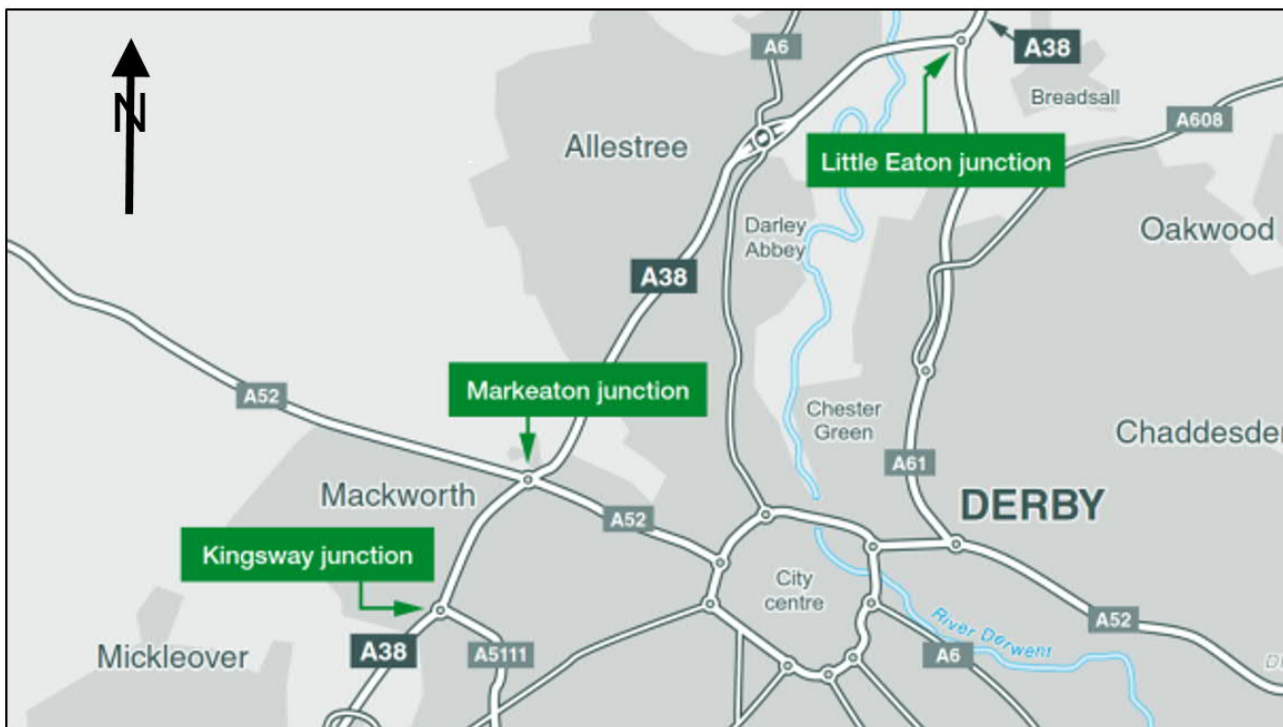 N
A6
A38
Breadsall
A608
Allestree
Little Eaton junction
Darley
Abbey
Oakwood
A38
Markeaton junction
A52
Chester
Green
Chaddesden
A61
Mackworth
DERBY
A52
Kingsway junction
City
centre
River Derwent
A52
Mickleover
A38
A5111
A6